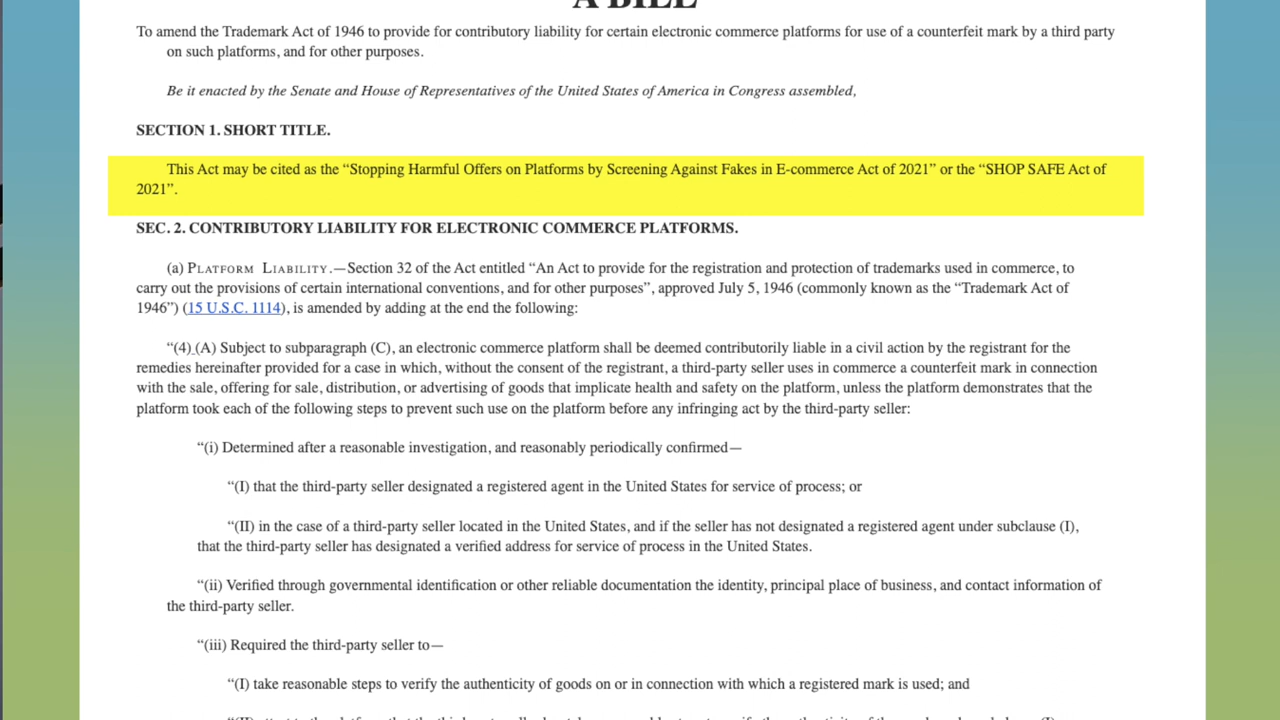 A BILL
To amend the Trademark Act of 1946 to provide for contributory liability for certain electronic commerce platforms for use of a counterfeit mark by a third party
on such platforms, and for other purposes.
Be it enacted by the Senate and House of Representatives of the United States of America in Congress assembled,
SECTION 1. SHORT TITLE.
This Act may be cited as the “Stopping Harmful Offers on Platforms by Screening Against Fakes in E-commerce Act of 2021” or the “SHOP SAFE Act of
2021”.
SEC. 2. CONTRIBUTORY LIABILITY FOR ELECTRONIC COMMERCE PLATFORMS.
(a) PLATFORM LIABILITY.—Section 32 of the Act entitled “An Act to provide for the registration and protection of trademarks used in commerce, to
carry out the provisions of certain international conventions, and for other purposes”, approved July 5, 1946 (commonly known as the “Trademark Act of
1946”) (15 U.S.C. 1114), is amended by adding at the end the following:
“(4) (A) Subject to subparagraph (C), an electronic commerce platform shall be deemed contributorily liable in a civil action by the registrant for the
remedies hereinafter provided for a case in which, without the consent of the registrant, a third-party seller uses in commerce a counterfeit mark in connection
with the sale, offering for sale, distribution, or advertising of goods that implicate health and safety on the platform, unless the platform demonstrates that the
platform took each of the following steps to prevent such use on the platform before any infringing act by the third-party seller:
“(i) Determined after a reasonable investigation, and reasonably periodically confirmed—
“(I) that the third-party seller designated a registered agent in the United States for service of process; or
“(II) in the case of a third-party seller located in the United States, and if the seller has not designated a registered agent under subclause (I),
that the third-party seller has designated a verified address for service of process in the United States.
“(ii) Verified through governmental identification or other reliable documentation the identity, principal place of business, and contact information of
the third-party seller.
“(iii) Required the third-party seller to—
“(I) take reasonable steps to verify the authenticity of goods on or in connection with which a registered mark is used; and